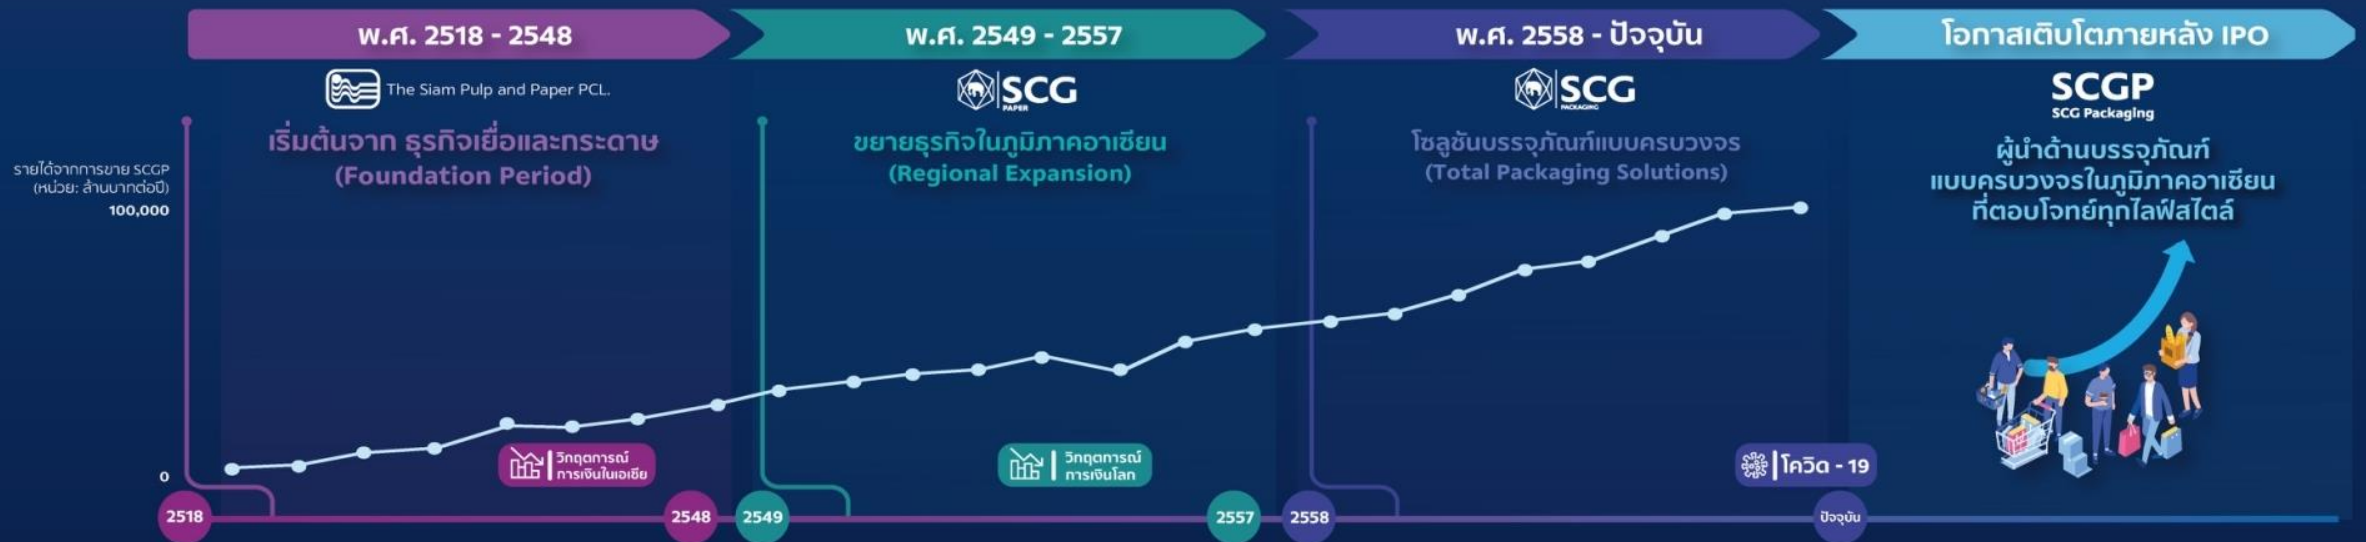 พ.ศ. 2518 - 2548
พ.ศ. 2549 - 2557
พ.ศ. 2558 - ปัจจุบัน
โอกาสเติบโตภายหลัง IPO
The Siam Pulp and Paper PCL.
SCG
PAPER
SCG
PACKAGING
SCGP
SCG Packaging
เริ่มต้นจาก ธุรกิจเยื่อและกระดาษ
(Foundation Period)
ขยายธุรกิจในภูมิภาคอาเซียน
(Regional Expansion)
โซลูชันบรรจุภัณฑ์แบบครบวงจร
(Total Packaging Solutions)
ผู้นำด้านบรรจุภัณฑ์
แบบครบวงจรในภูมิภาคอาเซียน
ที่ตอบโจทย์ทุกไลฟ์สไตล์
รายได้จากการขาย SCGP
(หน่วย: ล้านบาทต่อปี)
100,000
0
วิกฤตการณ์
การเงินในเอเชีย
วิกฤตการณ์
การเงินโลก
โควิด - 19
2518
2548
2549
2557
2558
ปัจจุบัน